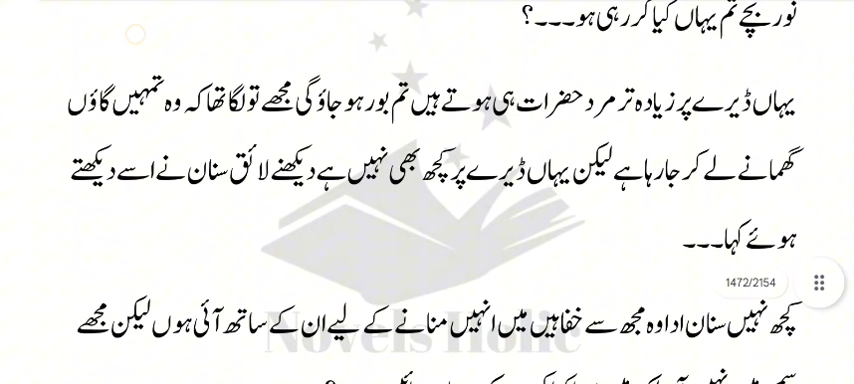 نور بچے تم یہاں کیا کر رہی ہو۔۔۔؟
یہاں ڈیرے پر زیادہ تر مرد حضرات ہی ہوتے ہیں تم بور ہو جاؤ گی مجھے تو لگا تھا کہ وہ تمہیں گاؤں
گھمانے لے کر جا رہا ہے لیکن یہاں ڈیرے پر کچھ بھی نہیں ہے دیکھنے لائق سنان نے اسے دیکھتے
ہوئے کہا۔۔۔
1472/2154
کچھ نہیں سنان ادا وہ مجھ سے خفا ہیں میں انہیں منانے کے لیے ان کے ساتھ آئی ہوں لیکن مجھے
Novels Holic